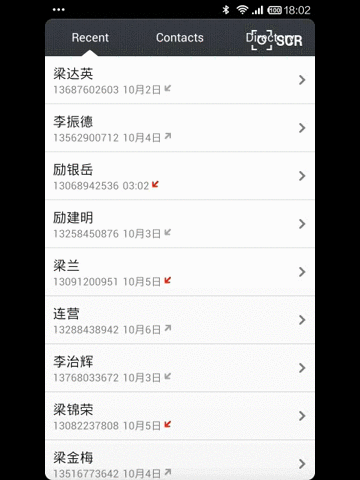 18:02
Recent Contacts
SCR
梁达英
13687602603 10月2日
李振德
13562900712 10月4日
励银岳
13068942536 03:02
励建明
13258450876 10月3日
梁兰
13091200951 10月5日
连营
13288438942 10月6日
李治辉
13768033672 10月3日
梁锦荣
13082237808 10月5日
梁金梅
13516773642 10月4日